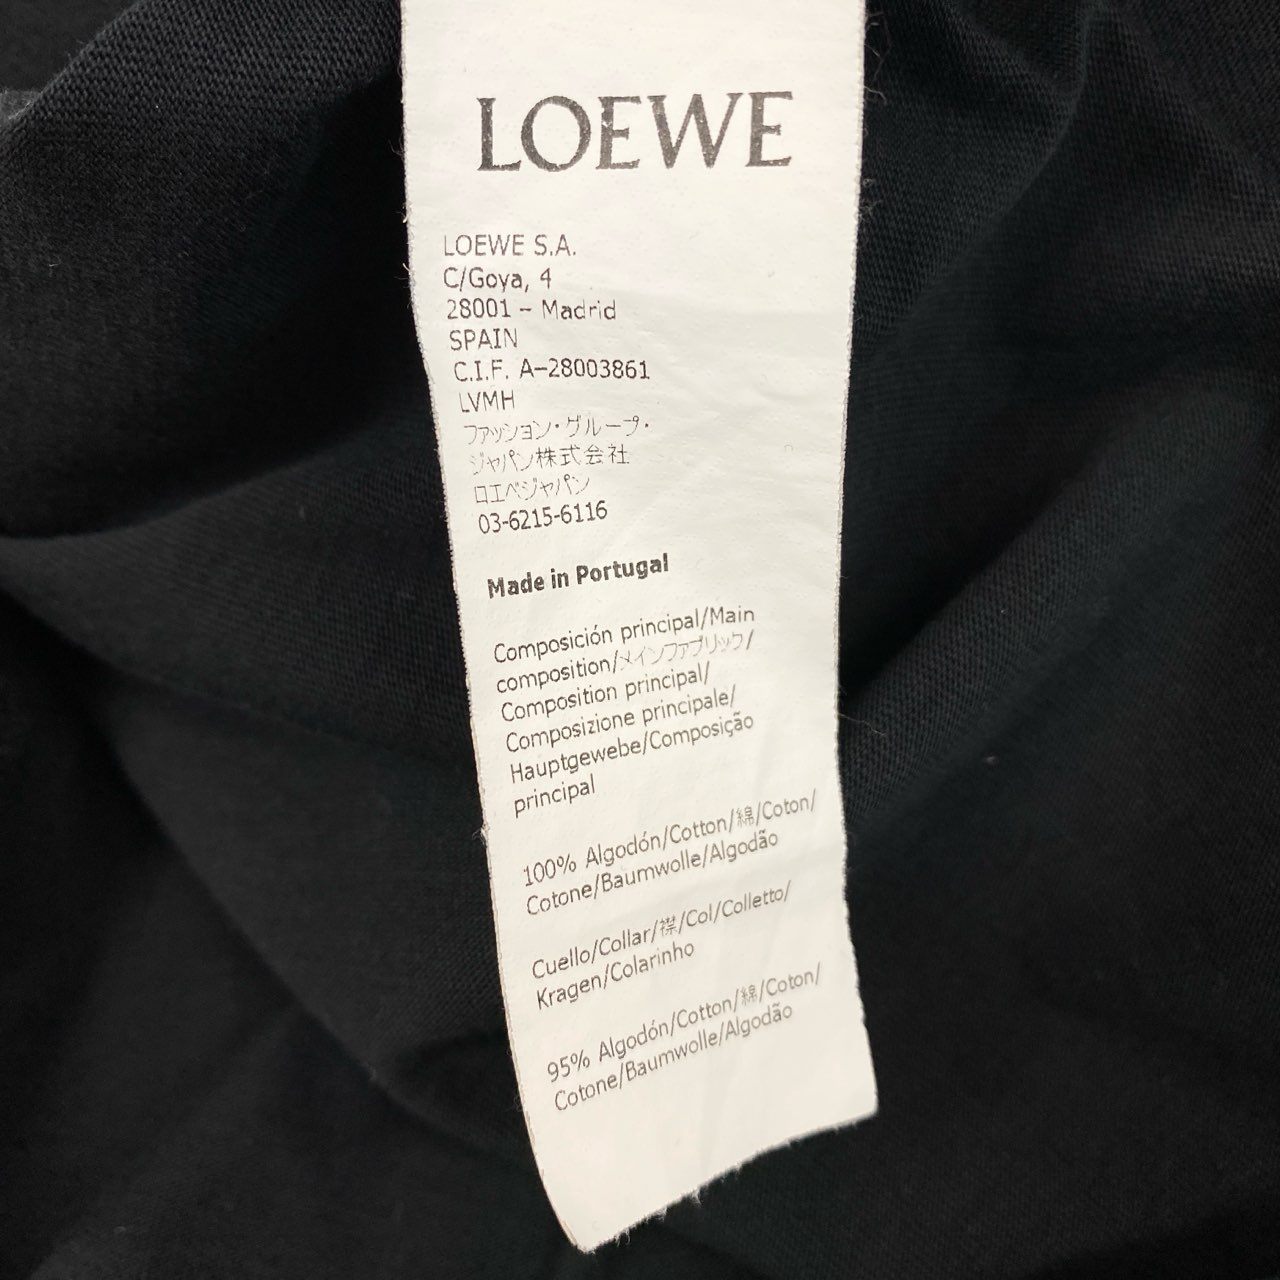 LOEWE
LOEWE S.A.
C/Goya, 4
28001 – Madrid
SPAIN
C.I.F. A–28003861
LVMH
ファッション・グループ・
ジャパン株式会社
ロエベジャパン
03-6215-6116
Made in Portugal
Composición principal/Main
composition/メインファブリック/
Composition principal/
Composizione principale/
Hauptgewebe/Composição
principal
100% Algodón/Cotton/綿/Coton/
Cotone/Baumwolle/Algodão
Cuello/Collar/襟/Col/Colletto/
Kragen/Colarinho
95% Algodón/Cotton/綿/Coton/
Cotone/Baumwolle/Algodão